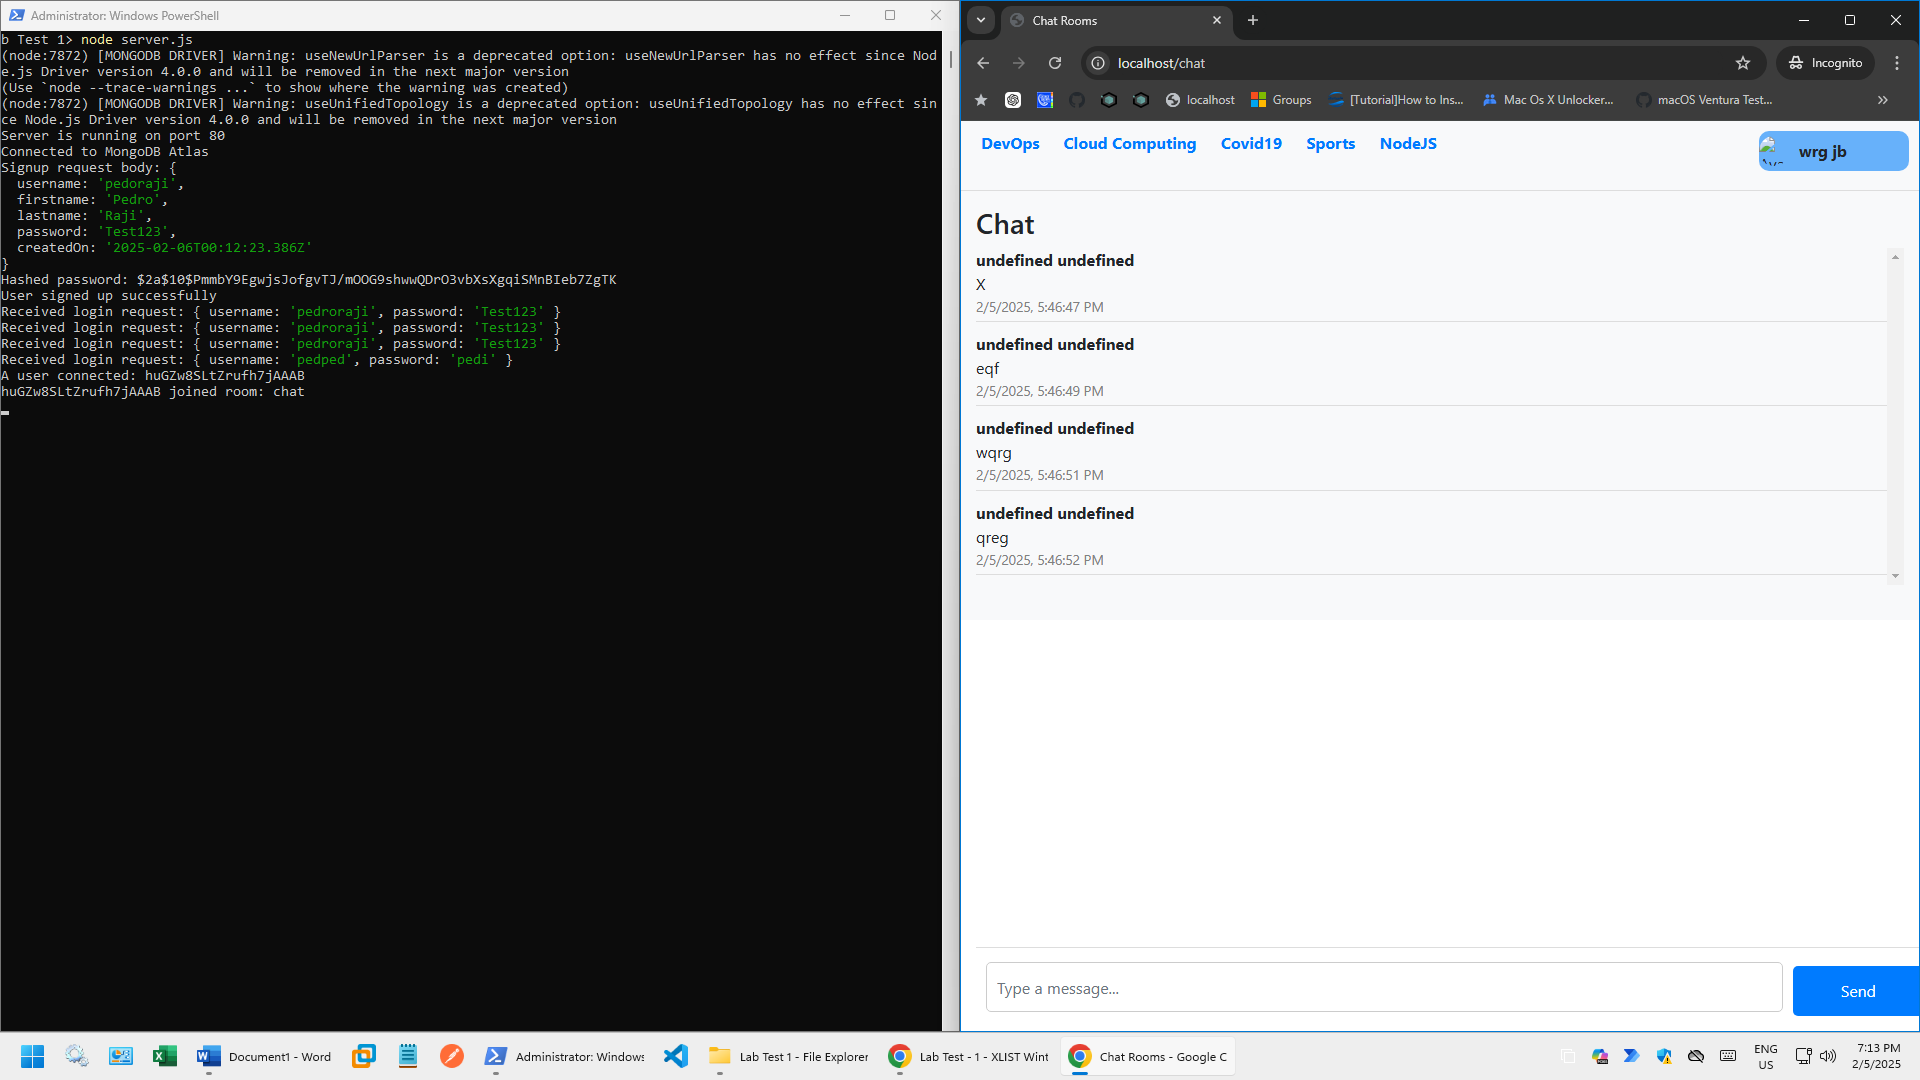 Administrator: Windows PowerShell
b Test 1> node server.js
(node:7872) [MONGODB DRIVER] Warning: useNewUrlParser is a deprecated option: useNewUrlParser has no effect since Nod
e.js Driver version 4.0.0 and will be removed in the next major version
(Use `node --trace-warnings ...` to show where the warning was created)
(node:7872) [MONGODB DRIVER] Warning: useUnifiedTopology is a deprecated option: useUnifiedTopology has no effect sin
ce Node.js Driver version 4.0.0 and will be removed in the next major version
Server is running on port 80
Connected to MongoDB Atlas
Signup request body: {
username: 'pedoraji',
firstname: 'Pedro',
lastname: 'Raji',
password: 'Test123',
createdOn: '2025-02-06T00:12:23.386Z'
}
Hashed password: $2a$10$PmmbY9EgwjsJofgvTJ/mOOG9shwwQDrO3vbXsXgqiSMnBIeb7ZgTK
User signed up successfully
Received login request: { username: 'pedroraji', password: 'Test123' }
Received login request: { username: 'pedroraji', password: 'Test123' }
Received login request: { username: 'pedroraji', password: 'Test123' }
Received login request: { username: 'pedped', password: 'pedi' }
A user connected: huGZw8SLtZrufh7jAAAB
huGZw8SLtZrufh7jAAAB joined room: chat
Chat Rooms
localhost/chat
Incognito
localhost
Groups
[Tutorial]How to Ins...
Mac Os X Unlocker...
macOS Ventura Test...
DevOps
Cloud Computing
Covid19
Sports
NodeJS
wrg jb
Chat
undefined undefined
X
2/5/2025, 5:46:47 PM
undefined undefined
eqf
2/5/2025, 5:46:49 PM
undefined undefined
wqrg
2/5/2025, 5:46:51 PM
undefined undefined
qreg
2/5/2025, 5:46:52 PM
Type a message...
Send
Document1 - Word
Administrator: Windows
Lab Test 1 - File Explorer
Lab Test - 1 - XLIST Wint
Chat Rooms - Google C
ENG
US
7:13 PM
2/5/2025